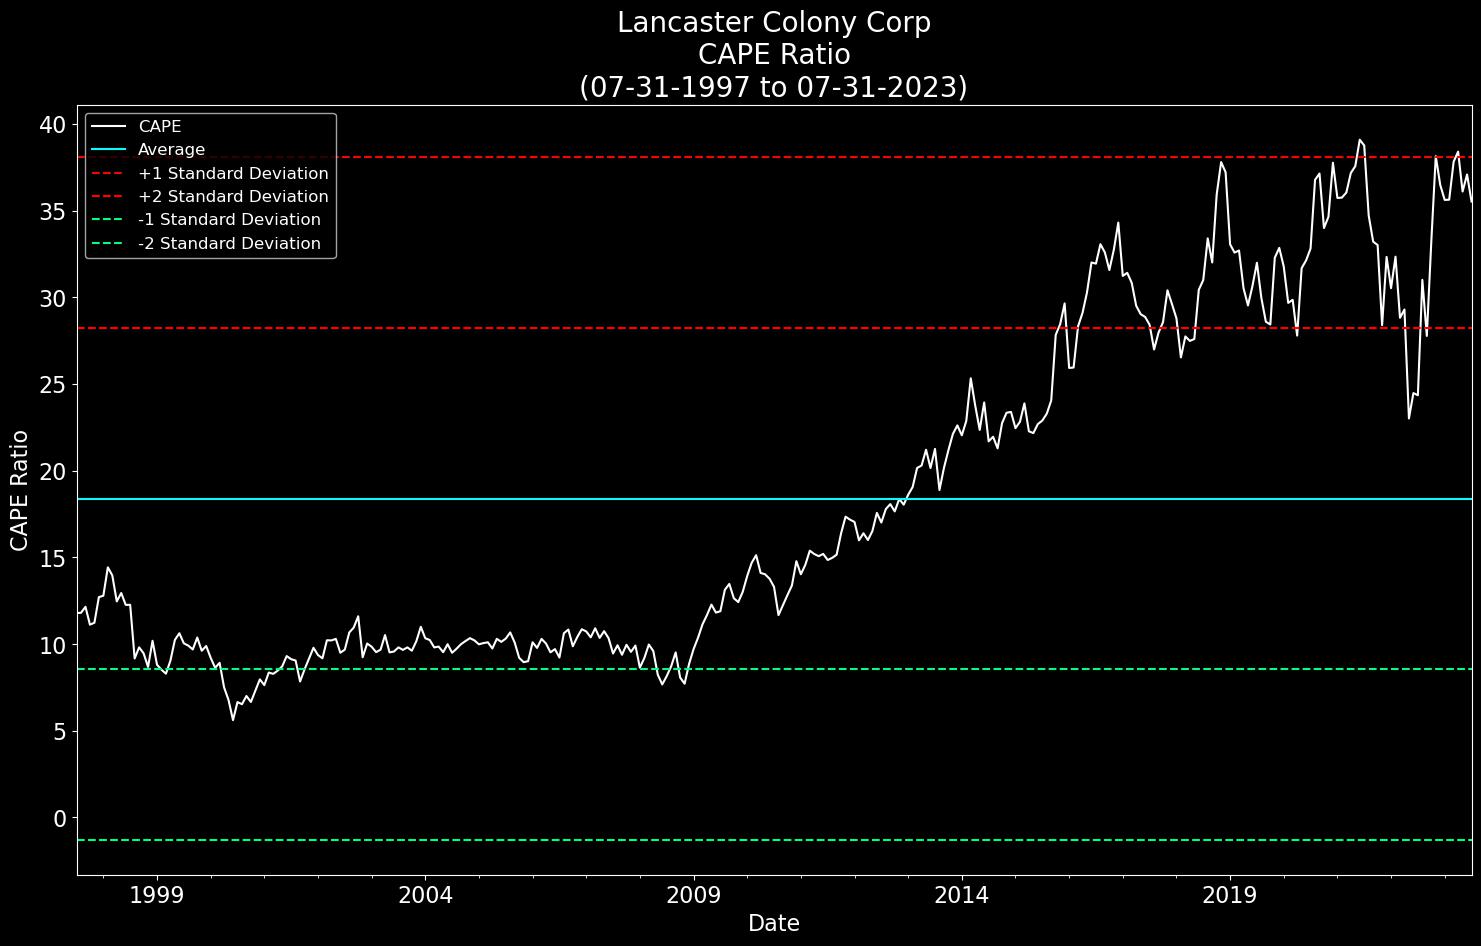 Lancaster Colony Corp
CAPE Ratio
(07-31-1997 to 07-31-2023)
CAPE
Average
+1 Standard Deviation
+2 Standard Deviation
-1 Standard Deviation
-2 Standard Deviation
40
35
30
25
20
15
10
5
0
CAPE Ratio
1999 2004 2009 2014 2019
Date